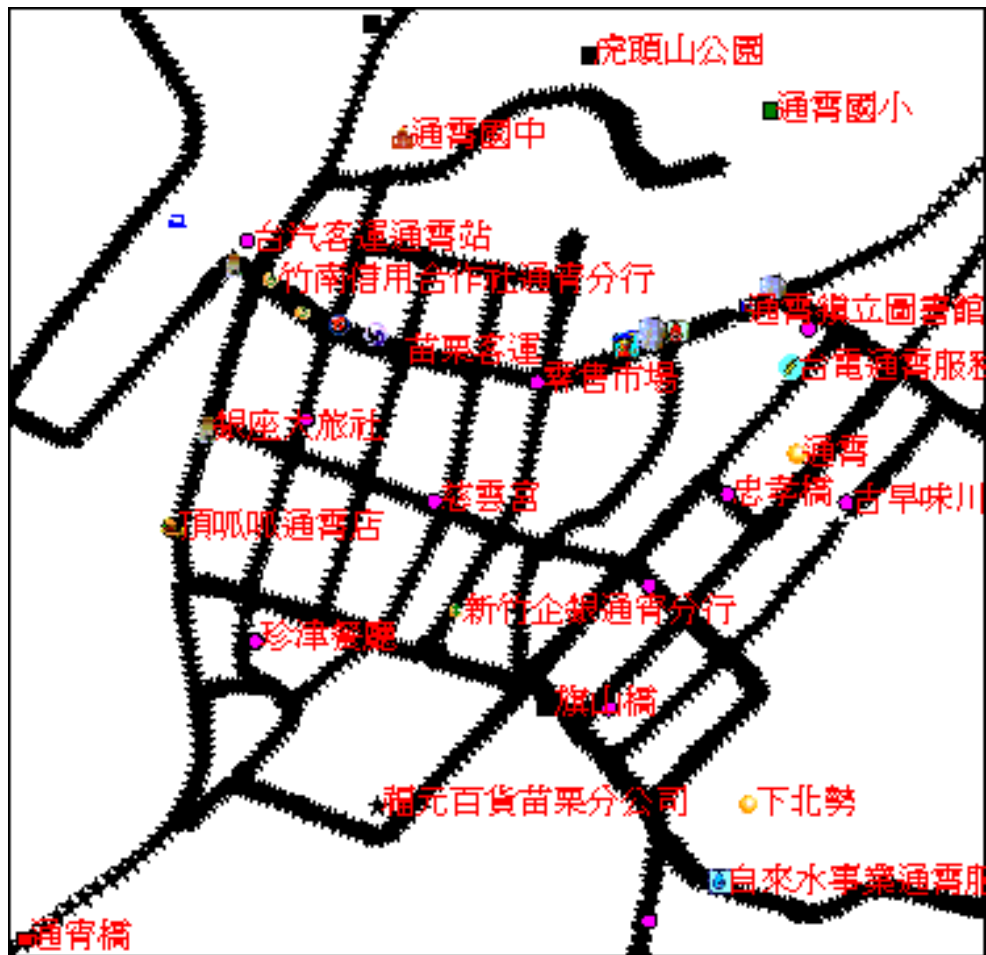 虎頭山公園
通霄國小
通霄國中
台汽客運通霄站
竹南信用合作社通霄分行
通霄鎮立圖書館
苗栗客運
零售市場
台電通霄服務
銀座大旅社
通霄
慈雲宮
忠孝橋
古早味川
頂呱呱通霄店
新竹企銀通宵分行
珍津餐廳
旗山橋
福元百貨苗栗分公司
下北勢
自來水事業通霄服
通宵橋